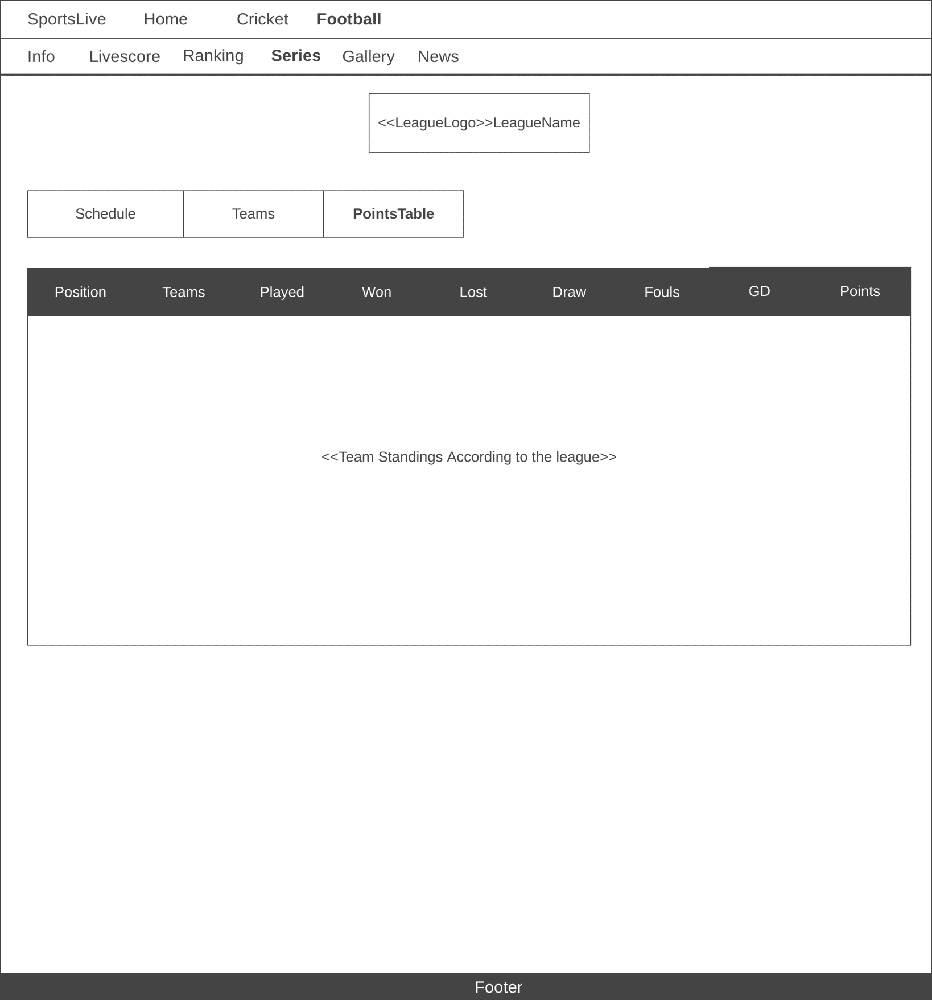 SportsLive Home Cricket Football
Info Livescore Ranking Series Gallery News
<<LeagueLogo>>LeagueName
Schedule Teams PointsTable
Position Teams Played Won Lost Draw Fouls GD Points
<<Team Standings According to the league>>
Footer